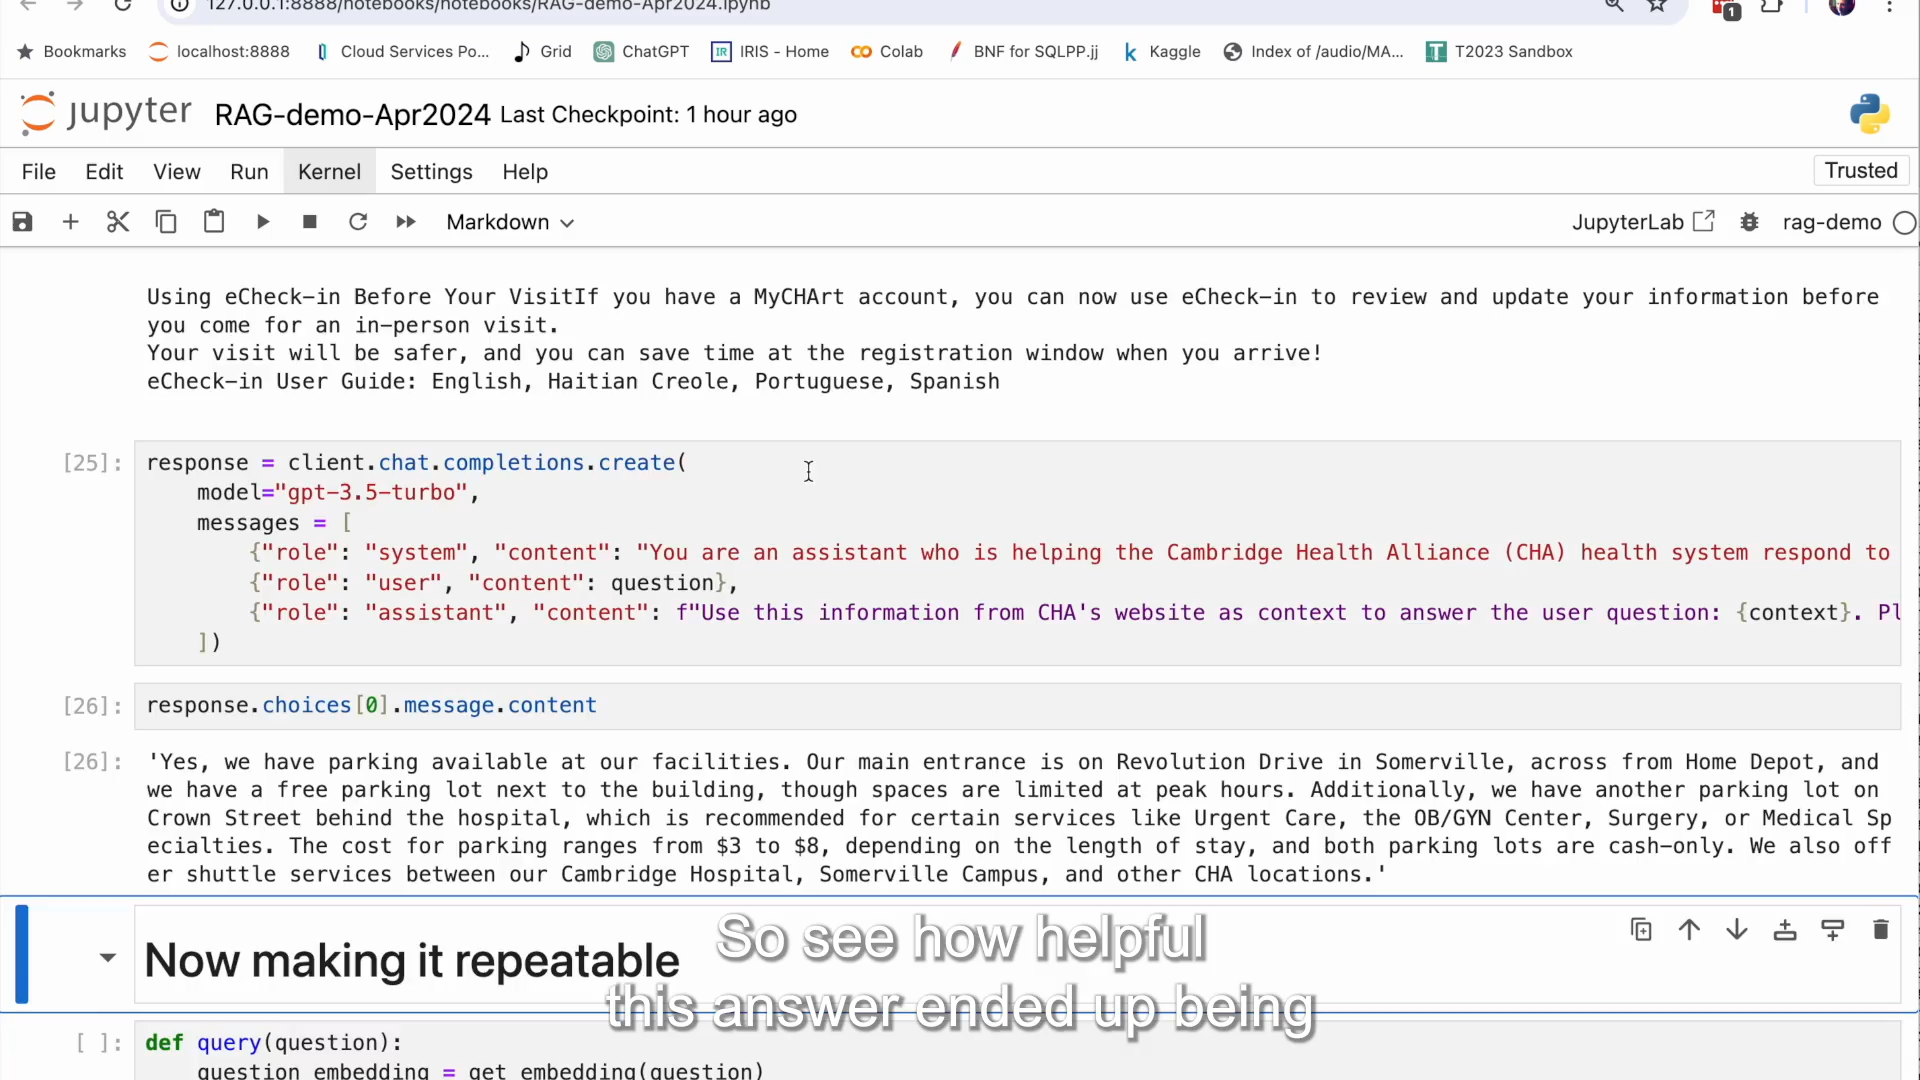 127.0.0.1:8888/notebooks/notebooks/RAG-demo-Apr2024.ipynb
1
Bookmarks localhost:8888 Cloud Services Po... Grid ChatGPT IR IRIS - Home Colab BNF for SQLPP.jj Kaggle Index of /audio/MA... T2023 Sandbox
jupyter RAG-demo-Apr2024 Last Checkpoint: 1 hour ago
File Edit View Run Kernel Settings Help Trusted
Markdown JupyterLab rag-demo
Using eCheck-in Before Your VisitIf you have a MyCHArt account, you can now use eCheck-in to review and update your information before
you come for an in-person visit.
Your visit will be safer, and you can save time at the registration window when you arrive!
eCheck-in User Guide: English, Haitian Creole, Portuguese, Spanish
[25]: response = client.chat.completions.create(
model="gpt-3.5-turbo",
messages = [
{"role": "system", "content": "You are an assistant who is helping the Cambridge Health Alliance (CHA) health system respond to
{"role": "user", "content": question},
{"role": "assistant", "content": f"Use this information from CHA's website as context to answer the user question: {context}. Pl
])
[26]: response.choices[0].message.content
[26]: 'Yes, we have parking available at our facilities. Our main entrance is on Revolution Drive in Somerville, across from Home Depot, and
we have a free parking lot next to the building, though spaces are limited at peak hours. Additionally, we have another parking lot on
Crown Street behind the hospital, which is recommended for certain services like Urgent Care, the OB/GYN Center, Surgery, or Medical Sp
ecialties. The cost for parking ranges from $3 to $8, depending on the length of stay, and both parking lots are cash-only. We also off
er shuttle services between our Cambridge Hospital, Somerville Campus, and other CHA locations.'
Now making it repeatable
So see how helpful
this answer ended up being
[ ]: def query(question):
question_embedding = get_embedding(question)